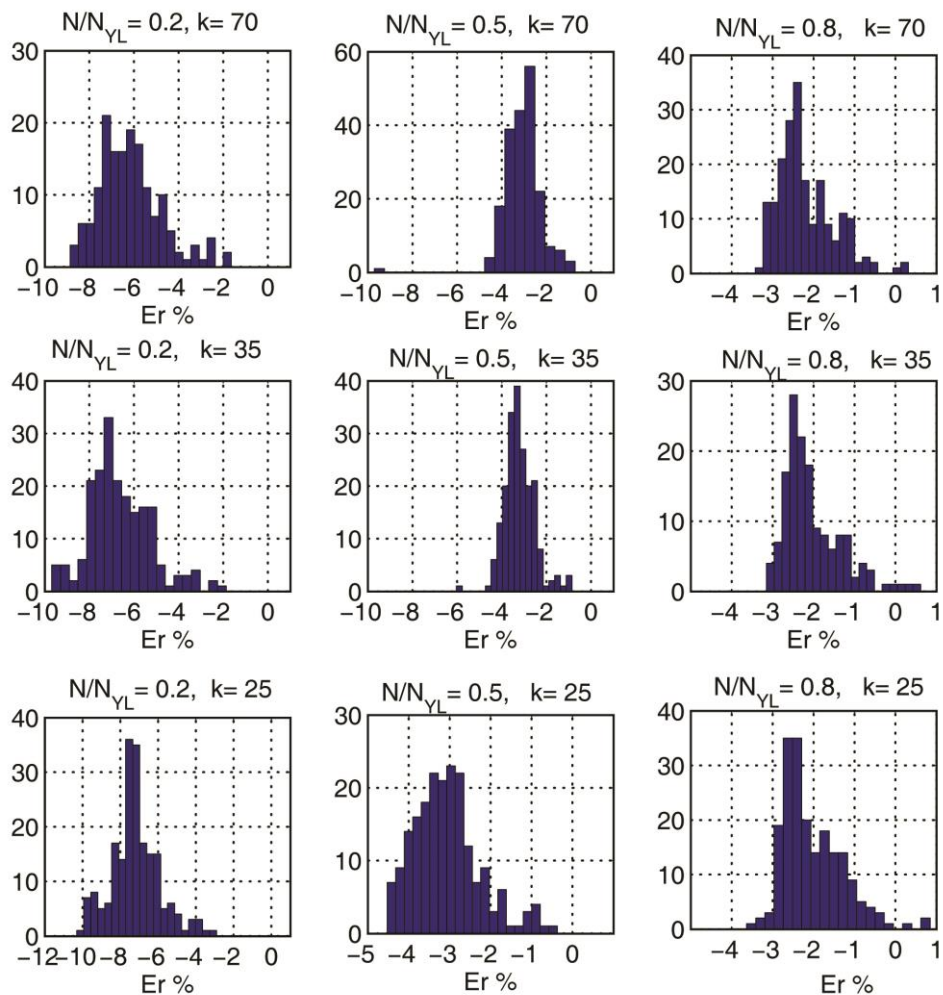 N/N_YL = 0.2, k= 70
N/N_YL = 0.5, k= 70
N/N_YL = 0.8, k= 70
30
20
10
0
−10 −8 −6 −4 −2 0
Er %
60
40
20
0
−10 −8 −6 −4 −2 0
Er %
40
30
20
10
0
−4 −3 −2 −1 0 1
Er %
N/N_YL = 0.2, k= 35
N/N_YL = 0.5, k= 35
N/N_YL = 0.8, k= 35
40
30
20
10
0
−10 −8 −6 −4 −2 0
Er %
40
30
20
10
0
−10 −8 −6 −4 −2 0
Er %
30
20
10
0
−4 −3 −2 −1 0 1
Er %
N/N_YL = 0.2, k= 25
N/N_YL = 0.5, k= 25
N/N_YL = 0.8, k= 25
40
30
20
10
0
−12 −10 −8 −6 −4 −2 0
Er %
30
20
10
0
−5 −4 −3 −2 −1 0
Er %
40
30
20
10
0
−4 −3 −2 −1 0 1
Er %